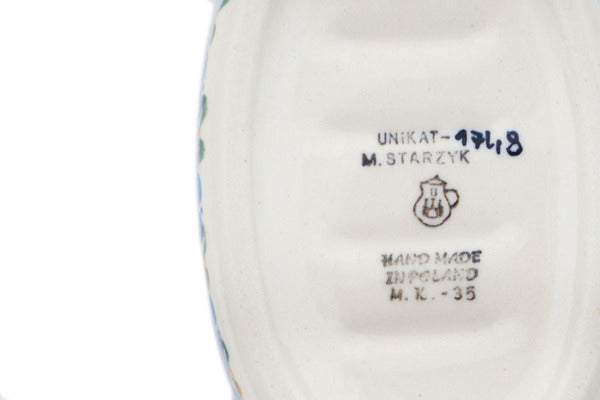 UNIKAT-1748
M. STARZYK
B
HAND MADE
IN POLAND
M. K. -35